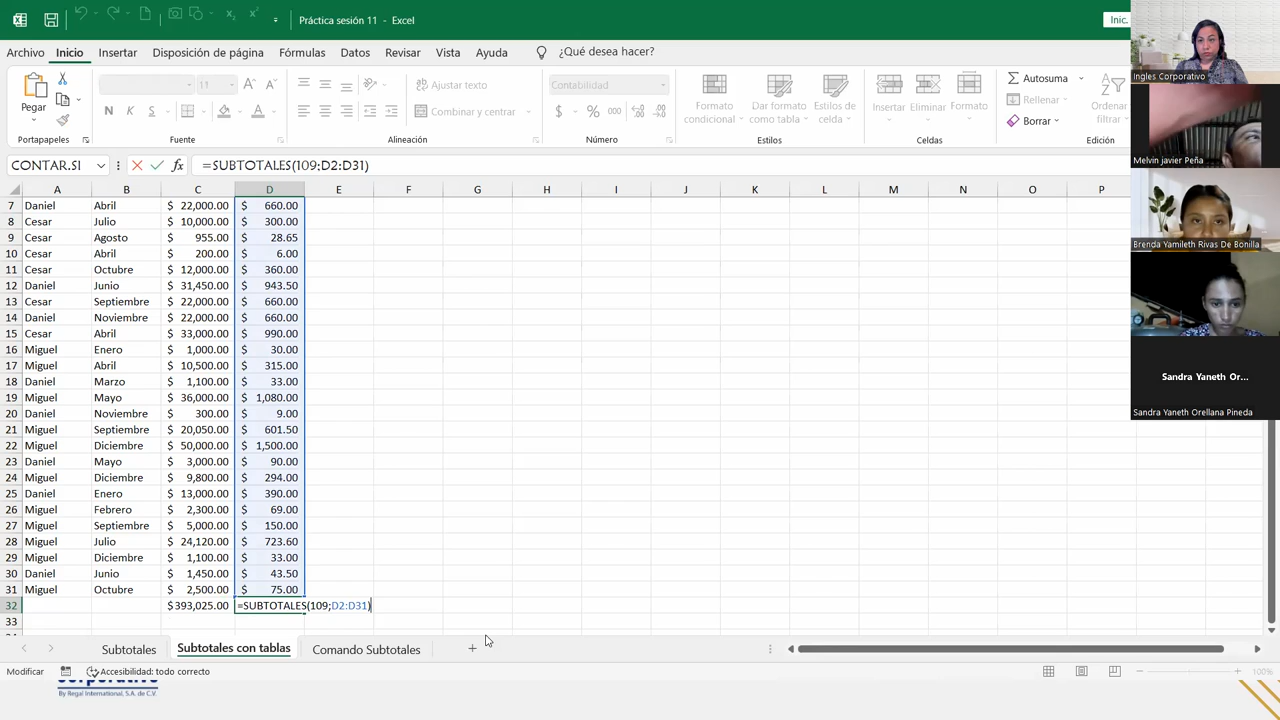 Práctica sesión 11 - Excel
Inic.
Archivo Inicio Insertar Disposición de página Fórmulas Datos Revisar Vista ¿Qué desea hacer?
Pegar
11
Combinar y centrar
Contabilidad
Formatos condicional
Dar formato como tabla
Estilos de celda
Insertar Eliminar Formato
Autosuma
Rellenar
Borrar
Ordenar filtrar
Portapapeles Fuente Alineación Número Estilos Celdas Edición
CONTAR.SI =SUBTOTALES(109;D2:D31)
A B C D E F G H I J K L M N O P
7 Daniel Abril $ 22,000.00 $ 660.00
8 Cesar Julio $ 10,000.00 $ 300.00
9 Cesar Agosto $ 955.00 $ 28.65
10 Cesar Abril $ 200.00 $ 6.00
11 Cesar Octubre $ 12,000.00 $ 360.00
12 Daniel Junio $ 31,450.00 $ 943.50
13 Cesar Septiembre $ 22,000.00 $ 660.00
14 Daniel Noviembre $ 22,000.00 $ 660.00
15 Cesar Abril $ 33,000.00 $ 990.00
16 Miguel Enero $ 1,000.00 $ 30.00
17 Miguel Abril $ 10,500.00 $ 315.00
18 Daniel Marzo $ 1,100.00 $ 33.00
19 Miguel Mayo $ 36,000.00 $ 1,080.00
20 Daniel Noviembre $ 300.00 $ 9.00
21 Miguel Septiembre $ 20,050.00 $ 601.50
22 Miguel Diciembre $ 50,000.00 $ 1,500.00
23 Daniel Mayo $ 3,000.00 $ 90.00
24 Miguel Diciembre $ 9,800.00 $ 294.00
25 Daniel Enero $ 13,000.00 $ 390.00
26 Miguel Febrero $ 2,300.00 $ 69.00
27 Miguel Septiembre $ 5,000.00 $ 150.00
28 Miguel Julio $ 24,120.00 $ 723.60
29 Miguel Diciembre $ 1,100.00 $ 33.00
30 Daniel Junio $ 1,450.00 $ 43.50
31 Miguel Octubre $ 2,500.00 $ 75.00
32 $393,025.00 =SUBTOTALES(109;D2:D31)
33
Subtotales Subtotales con tablas Comando Subtotales
Modificar Accesibilidad: todo correcto 100%
By Regal International, S.A. de C.V.
Ingles Corporativo
Melvin javier Peña
Brenda Yamileth Rivas De Bonilla
Sandra Yaneth Or...
Sandra Yaneth Orellana Pineda